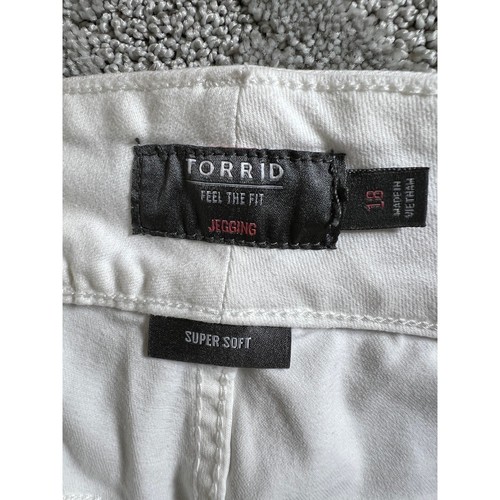 TORRID
FEEL THE FIT
JEGGING
18
MADE IN
VIETNAM
SUPER SOFT